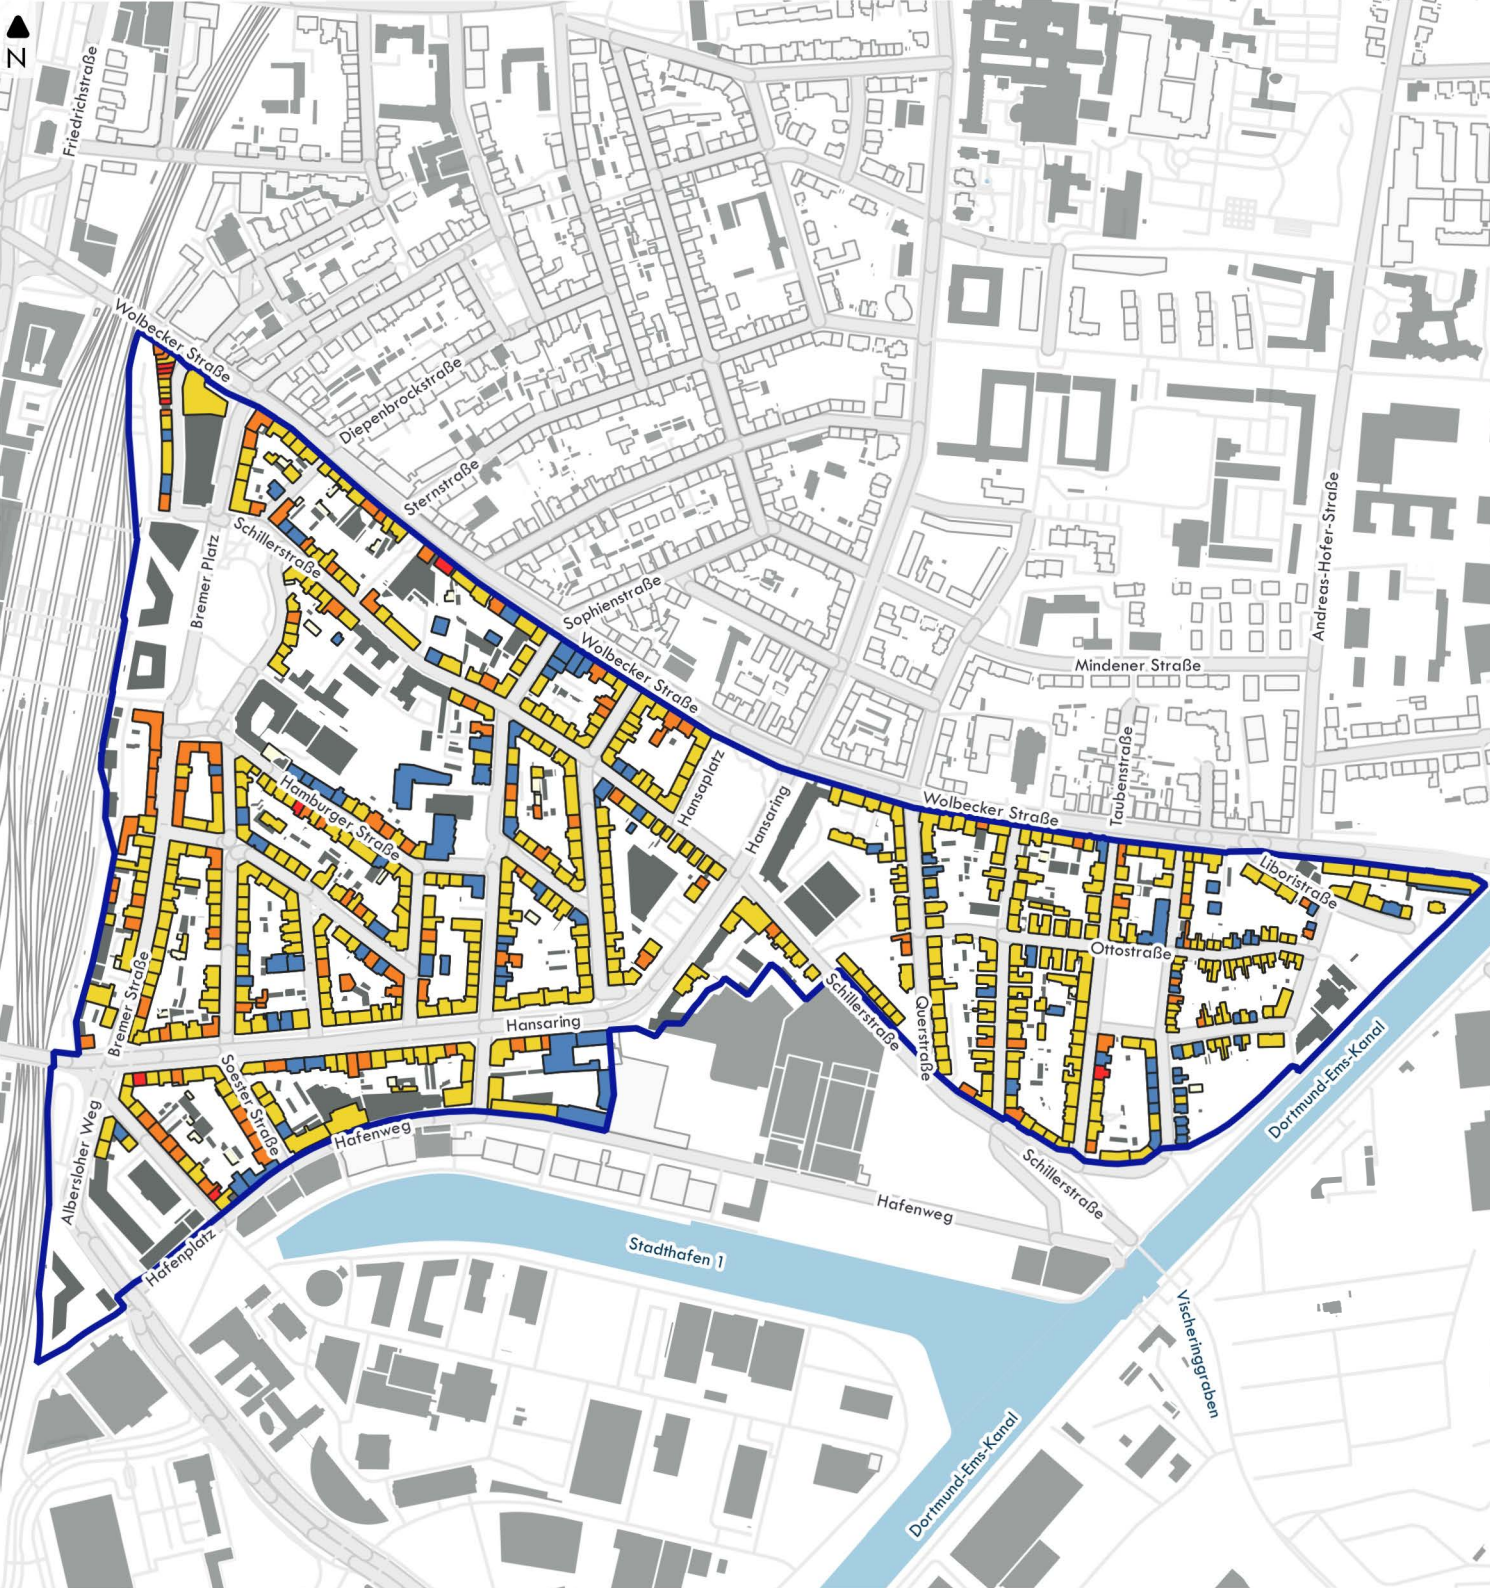 N
Friedrichstraße
Wolbecker Straße
Diepenbrockstraße
Sternstraße
Schillerstraße
Bremer Platz
Sophienstraße
Wolbecker Straße
Andreas-Hofer-Straße
Mindener Straße
Taubenstraße
Hansaplatz
Hansaring
Hamburger Straße
Wolbecker Straße
Liboristraße
Ottostraße
Bremer Straße
Hansaring
Schillerstraße
Querstraße
Soester Straße
Hafenweg
Albersloher Weg
Dortmund-Ems-Kanal
Schillerstraße
Hafenweg
Hafenplatz
Stadthafen 1
Vischeringgraben
Dortmund-Ems-Kanal